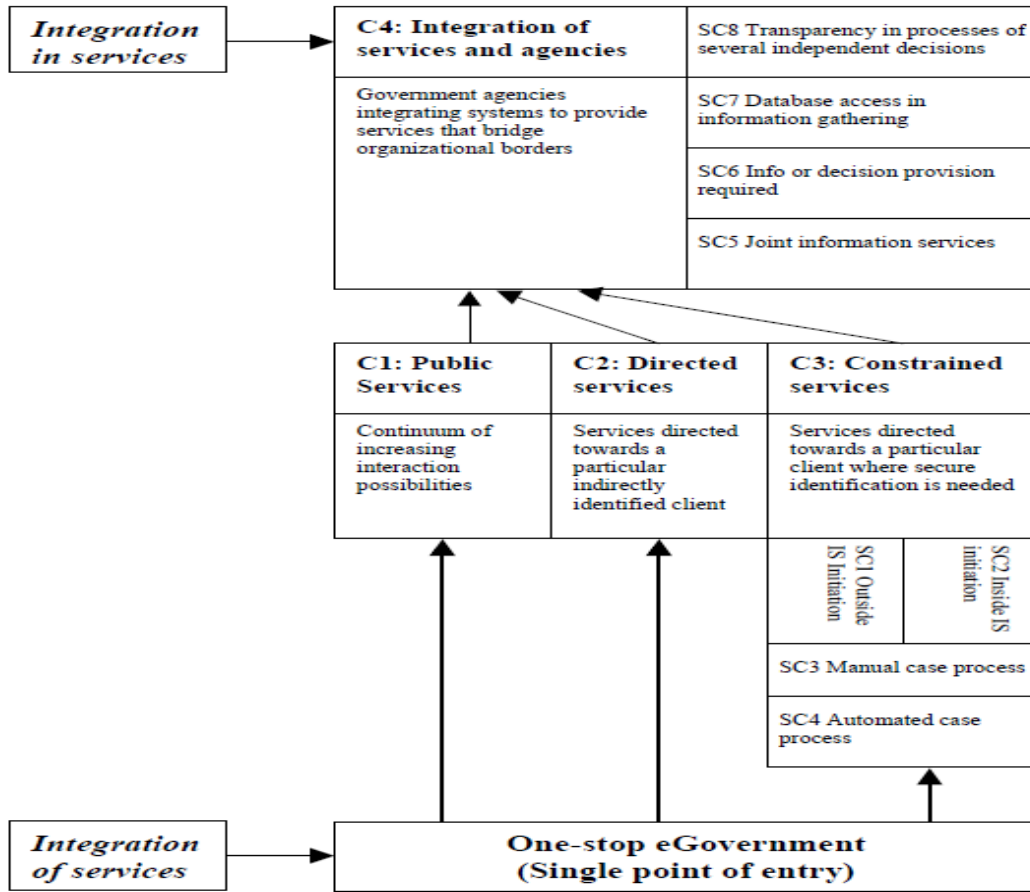 Integration
in services
C4: Integration of
services and agencies
Government agencies
integrating systems to provide
services that bridge
organizational borders
SC8 Transparency in processes of
several independent decisions
SC7 Database access in
information gathering
SC6 Info or decision provision
required
SC5 Joint information services
C1: Public
Services
Continuum of
increasing
interaction
possibilities
C2: Directed
services
Services directed
towards a
particular
indirectly
identified client
C3: Constrained
services
Services directed
towards a particular
client where secure
identification is needed
SC1 Outside
IS Initiation
SC2 Inside IS
initiation
SC3 Manual case process
SC4 Automated case
process
Integration
of services
One-stop eGovernment
(Single point of entry)